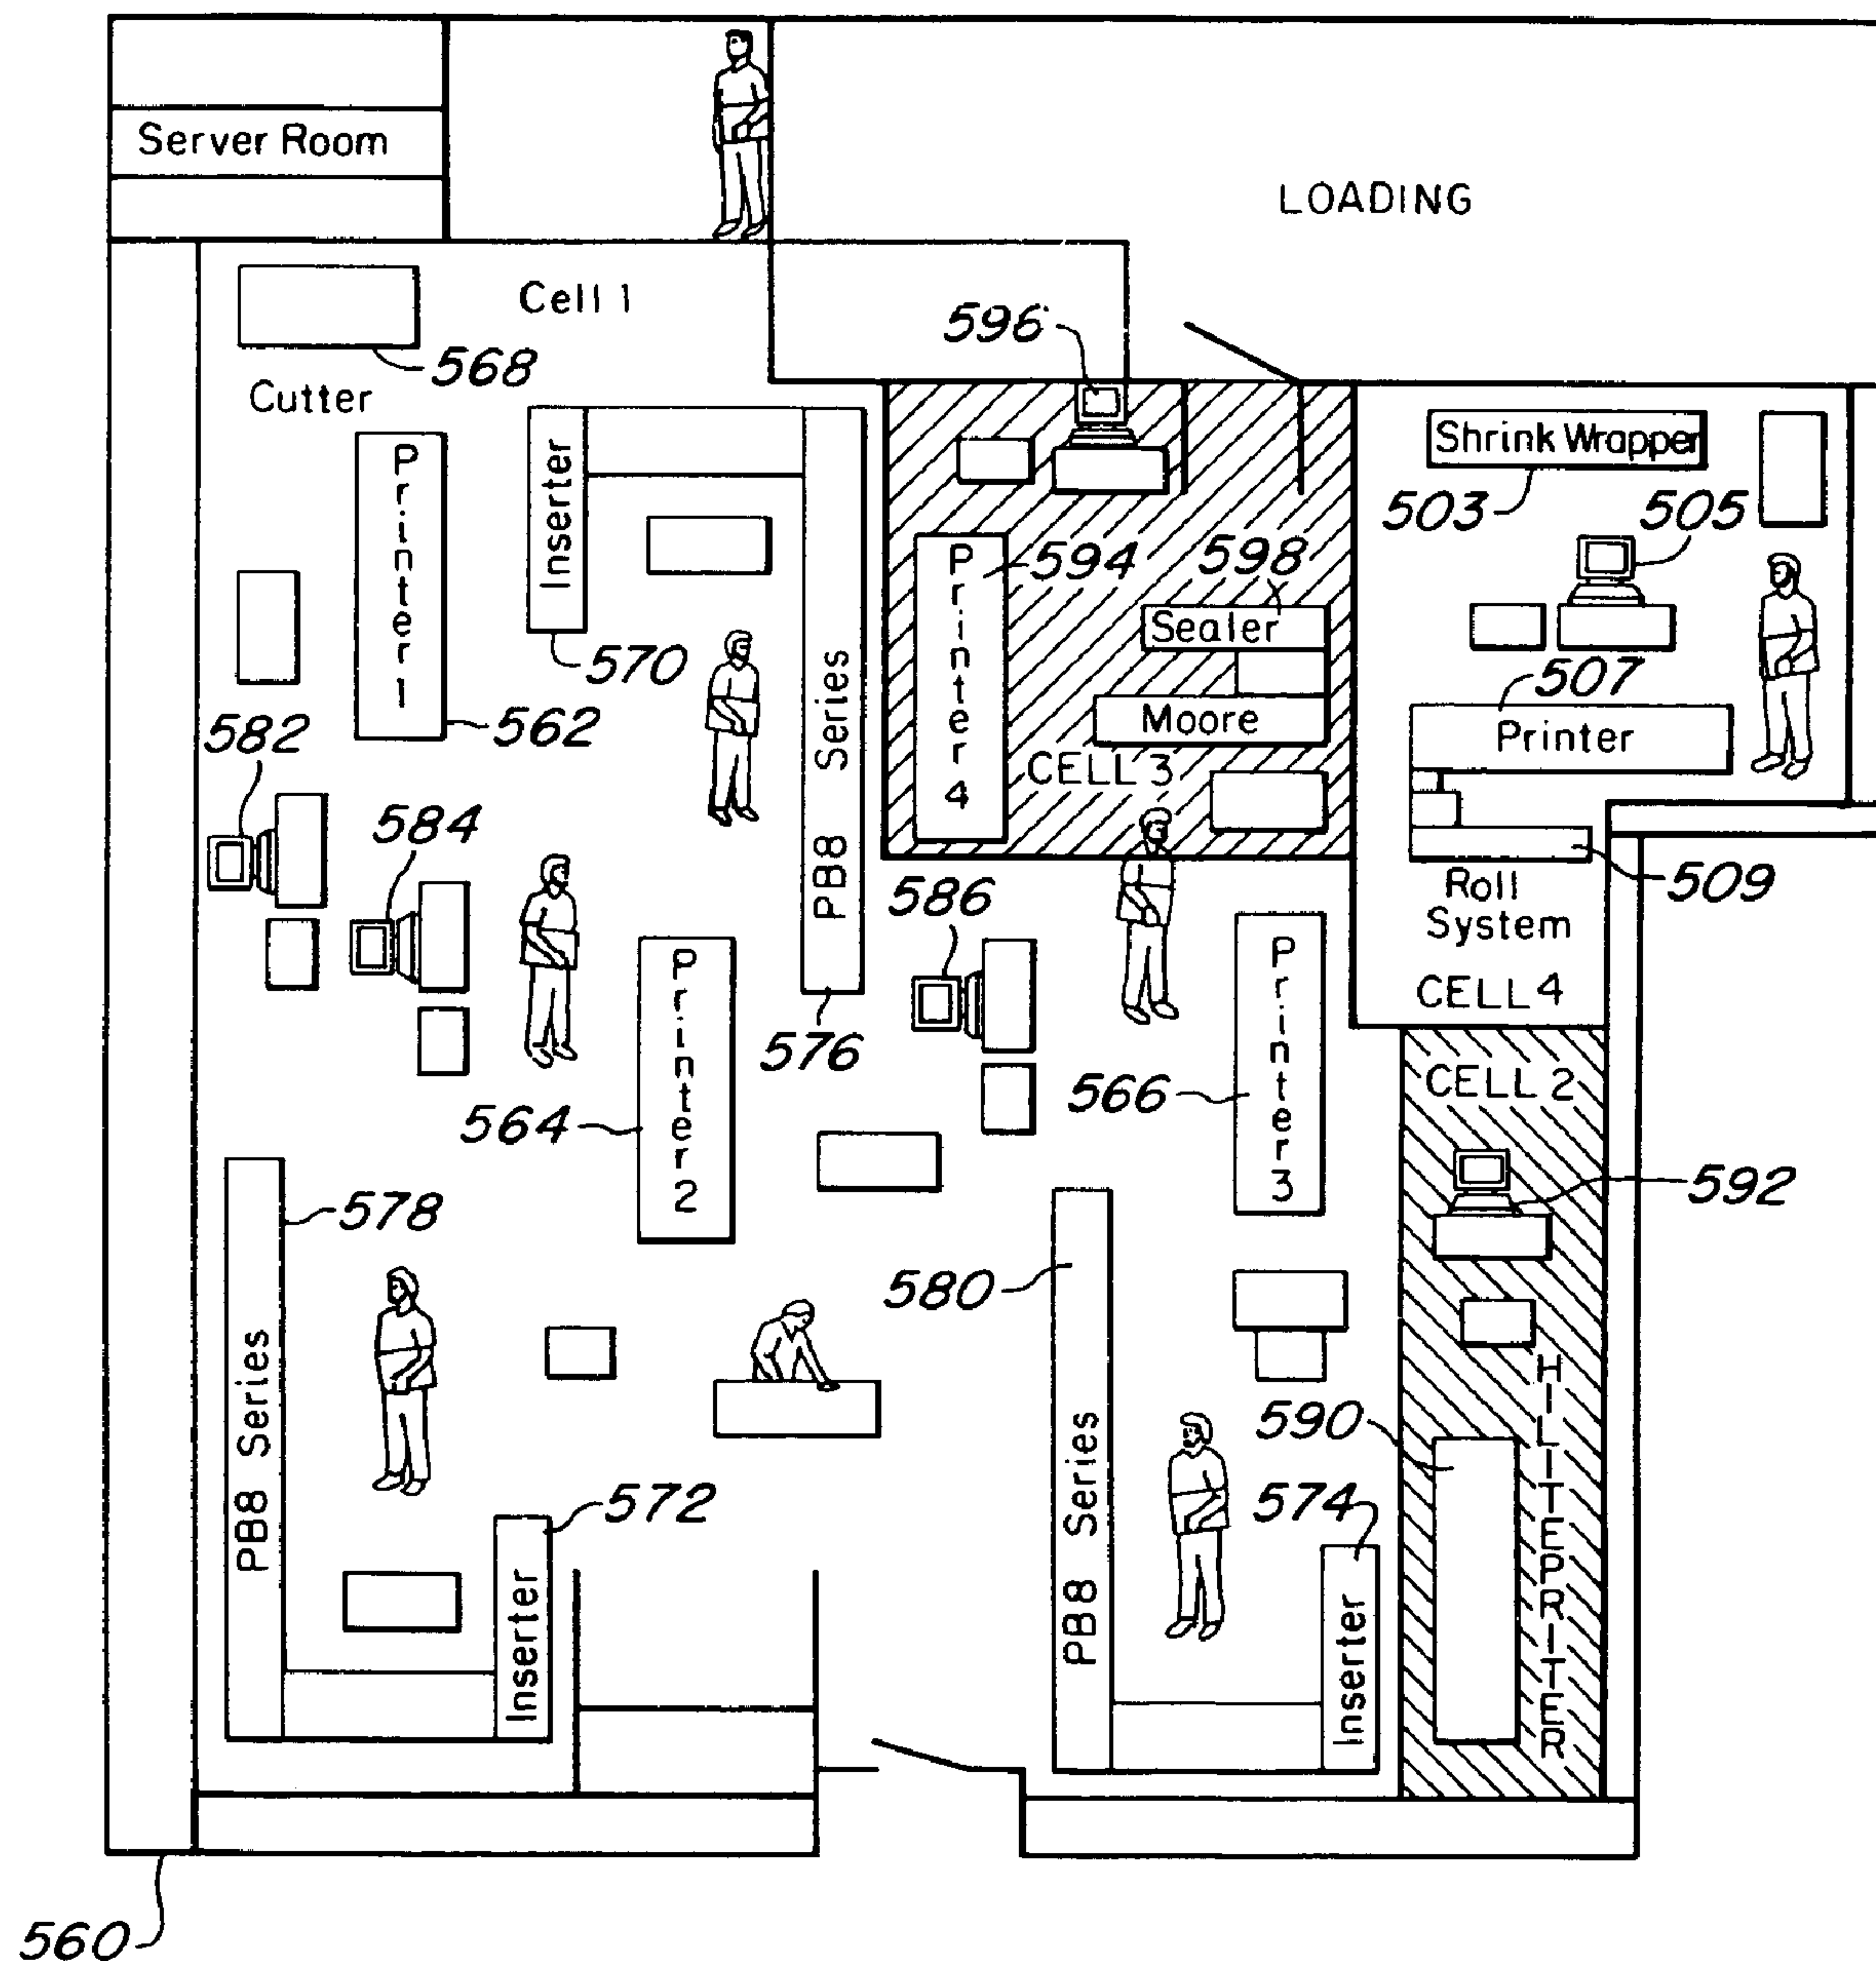 Server Room
LOADING
Cell 1
596
568
Cutter
Shrink Wrapper
503
505
Printer 1
Inserter
570
562
PB8 Series
576
Printer 4
594
598
Sealer
Moore
CELL 3
507
Printer
509
Roll
System
CELL 4
582
584
586
Printer 2
564
Printer 3
566
CELL 2
592
578
PB8 Series
580
PB8 Series
590
HILITEPRITER
572
Inserter
574
Inserter
560